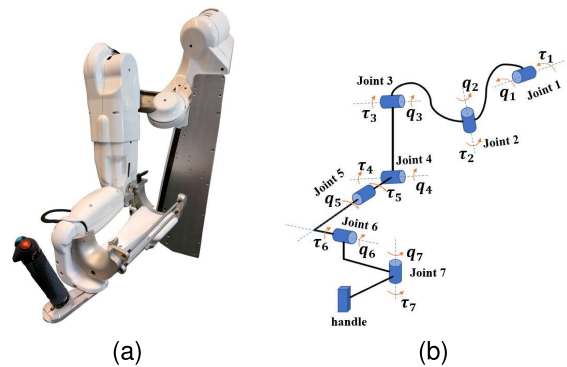 Joint 3
q2
τ1
q1
Joint 1
τ3
q3
Joint 2
τ2
Joint 4
τ4
q4
Joint 5
τ5
q5
Joint 6
τ6
q6
q7
Joint 7
τ7
handle
(a)
(b)